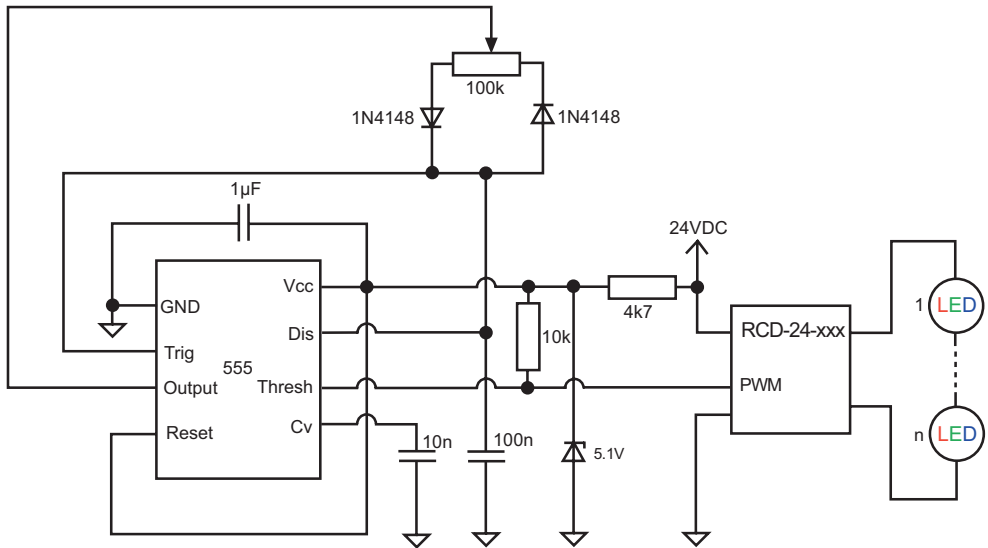 100k
1N4148
1N4148
1µF
24VDC
Vcc
GND
4k7
1 LED
RCD-24-xxx
Dis
10k
Trig
555
Output
Thresh
PWM
Reset
Cv
10n
100n
5.1V
n LED